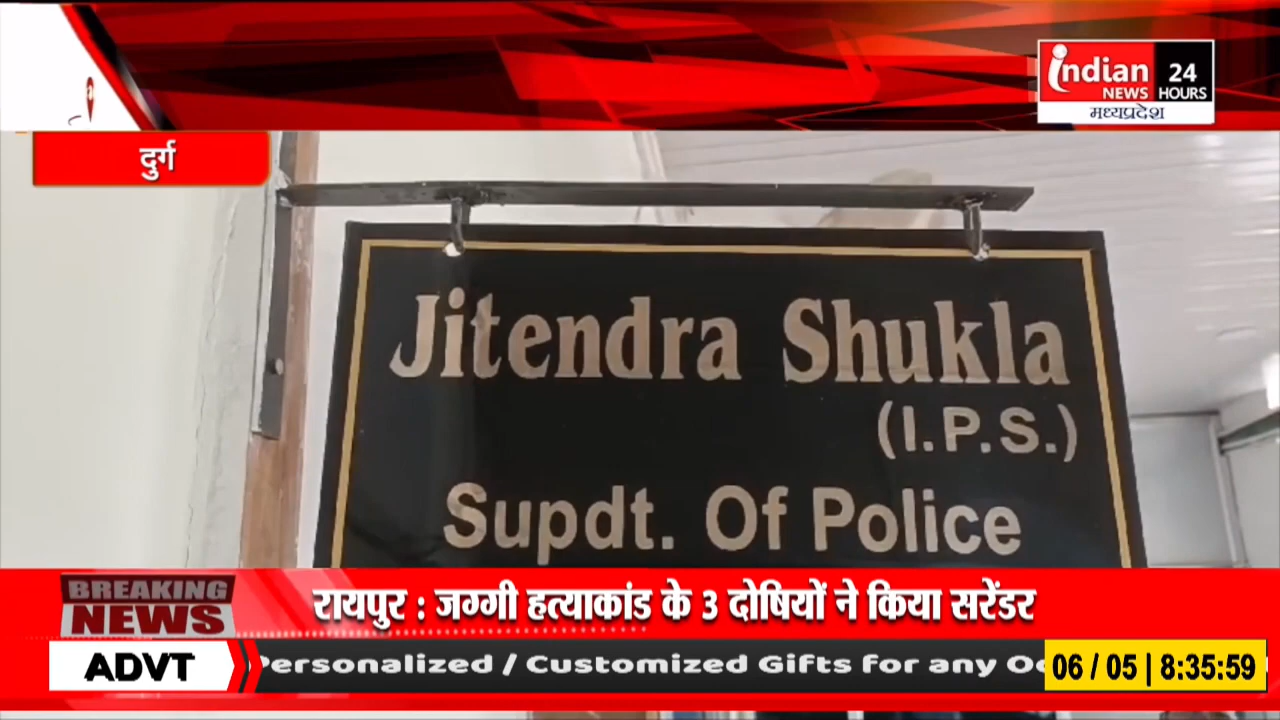 indian
NEWS
24
HOURS
मध्यप्रदेश
दुर्ग
Jitendra Shukla
(I.P.S.)
Supdt. Of Police
BREAKING
NEWS
रायपुर : जग्गी हत्याकांड के 3 दोषियों ने किया सरेंडर
ADVT
Personalized / Customized Gifts for any
06 / 05 | 8:35:59